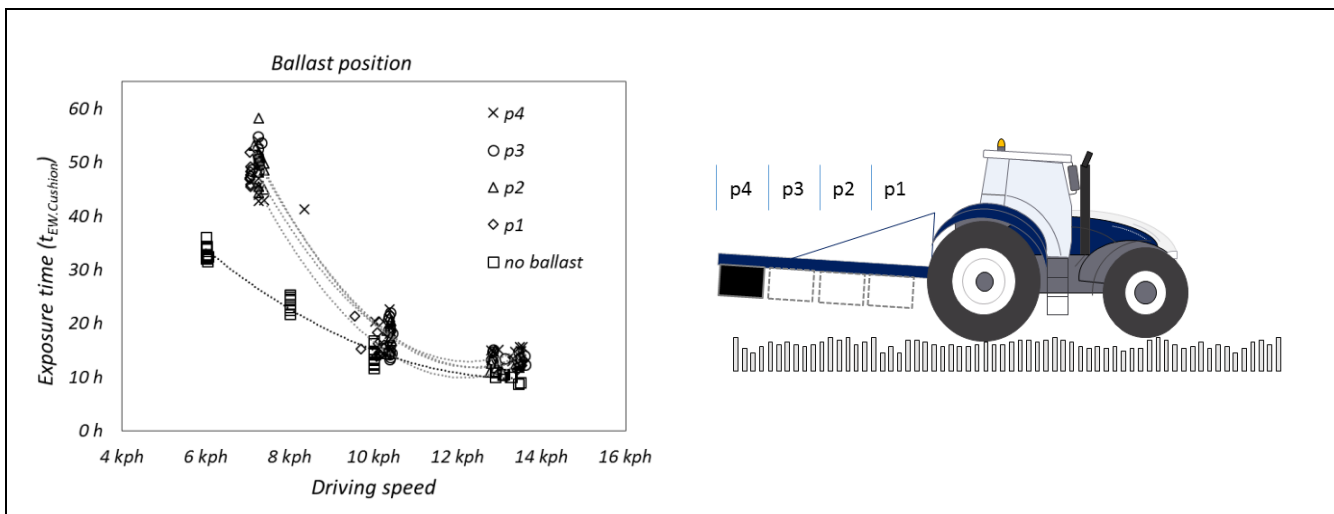 Ballast position
60 h
50 h
40 h
30 h
20 h
10 h
0 h
Exposure time (t_EW.Cushion)
4 kph 6 kph 8 kph 10 kph 12 kph 14 kph 16 kph
Driving speed
p4
p3
p2
p1
no ballast
p4 p3 p2 p1